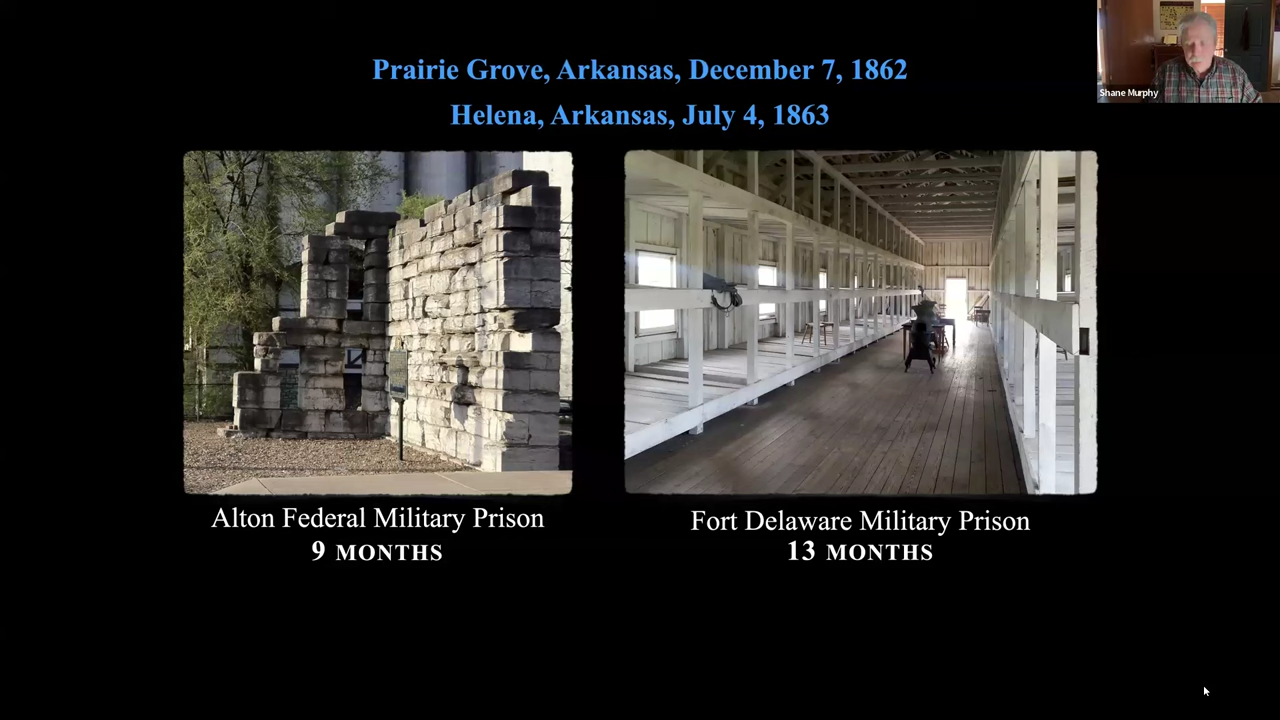 Prairie Grove, Arkansas, December 7, 1862
Helena, Arkansas, July 4, 1863
Shane Murphy
Alton Federal Military Prison
9 MONTHS
Fort Delaware Military Prison
13 MONTHS